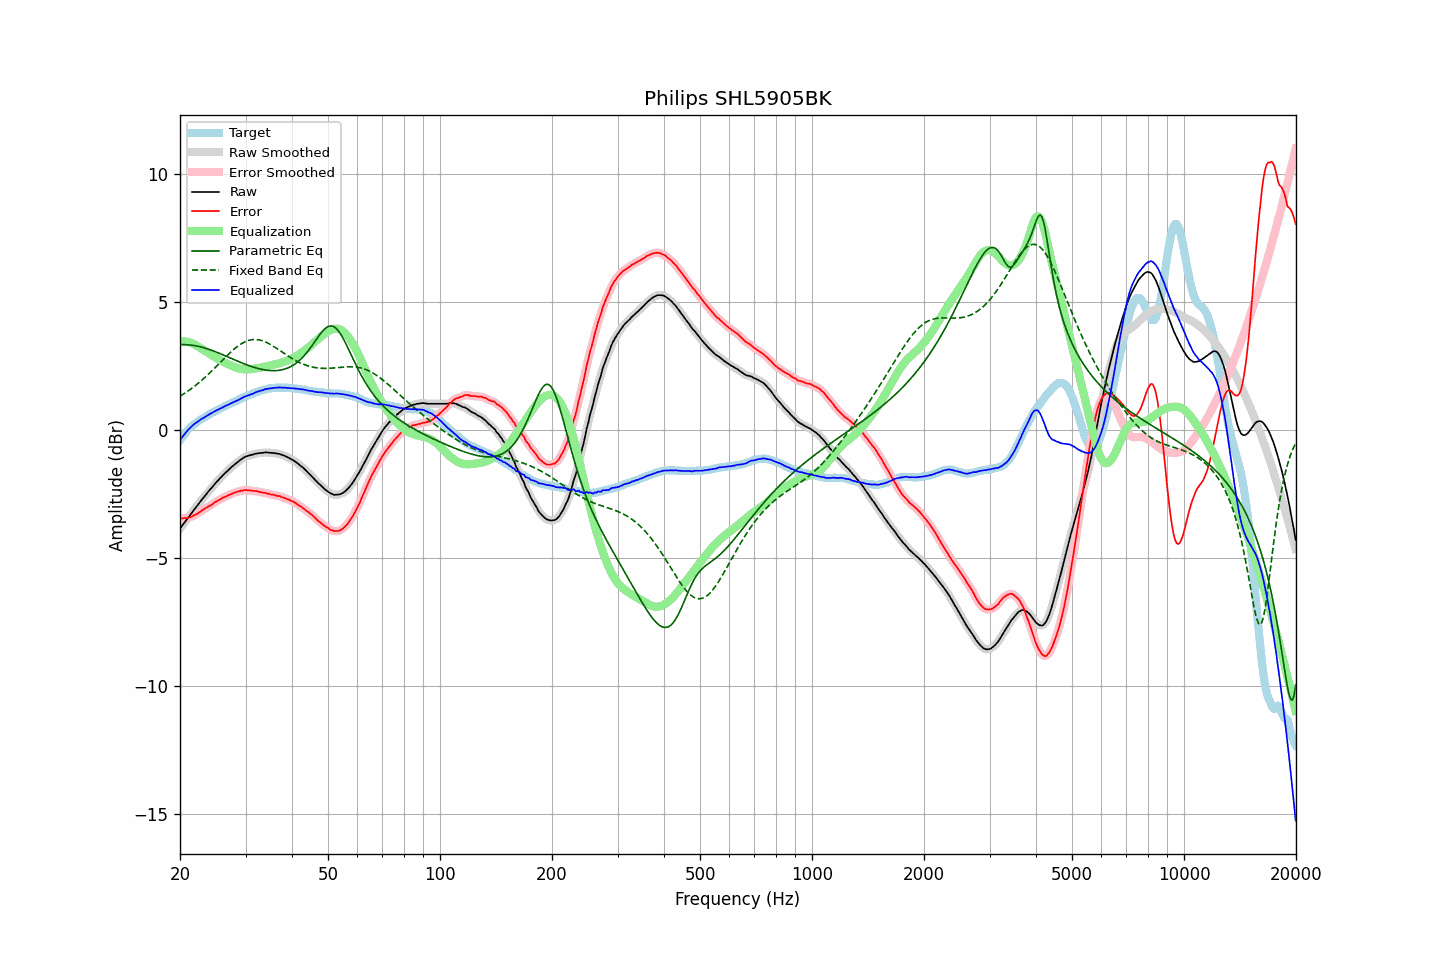 Philips SHL5905BK
Target
Raw Smoothed
Error Smoothed
Raw
Error
Equalization
Parametric Eq
Fixed Band Eq
Equalized
10
5
0
−5
−10
−15
Amplitude (dBr)
20 50 100 200 500 1000 2000 5000 10000 20000
Frequency (Hz)